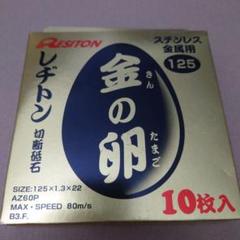 RESITON
ステンレス
金属用
125
レヂトン
切断砥石
金の卵
きん
たまご
SIZE:125×1.3×22
AZ60P
MAX・SPEED 80m/s
B3.F.
10枚入